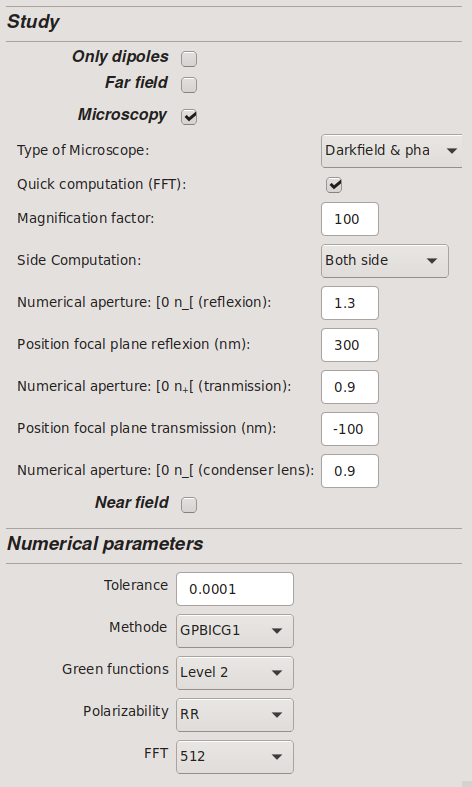 Study
Only dipoles
Far field
Microscopy
Type of Microscope: Darkfield & pha
Quick computation (FFT):
Magnification factor: 100
Side Computation: Both side
Numerical aperture: [0 n_[ (reflexion): 1.3
Position focal plane reflexion (nm): 300
Numerical aperture: [0 n₊[ (tranmission): 0.9
Position focal plane transmission (nm): -100
Numerical aperture: [0 n_[ (condenser lens): 0.9
Near field
Numerical parameters
Tolerance 0.0001
Methode GPBICG1
Green functions Level 2
Polarizability RR
FFT 512